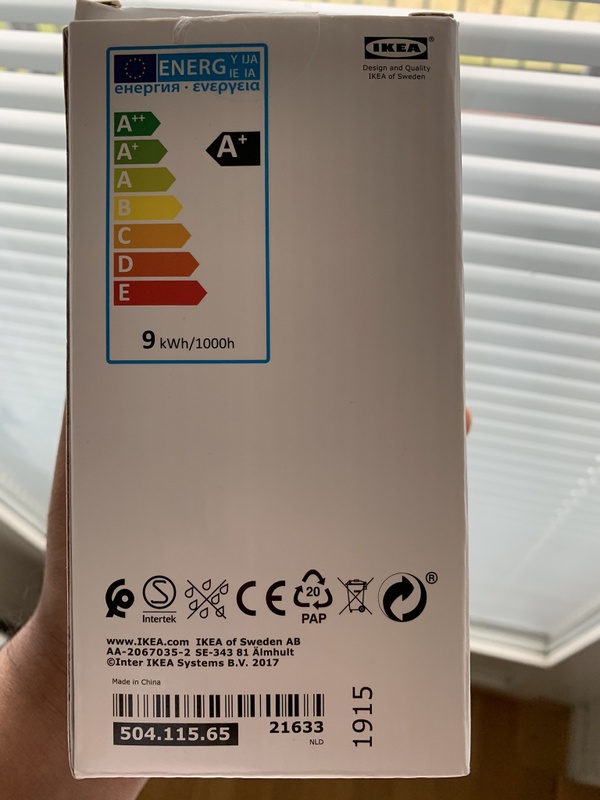 IKEA®
Design and Quality
IKEA of Sweden
ENERG Y IJA
IE IA
енергия · ενεργεια
A++
A+
A+
A
B
C
D
E
9 kWh/1000h
S
Intertek
CE
20
PAP
®
www.IKEA.com IKEA of Sweden AB
AA-2067035-2 SE-343 81 Älmhult
©Inter IKEA Systems B.V. 2017
Made in China
504.115.65
21633
NLD
1915